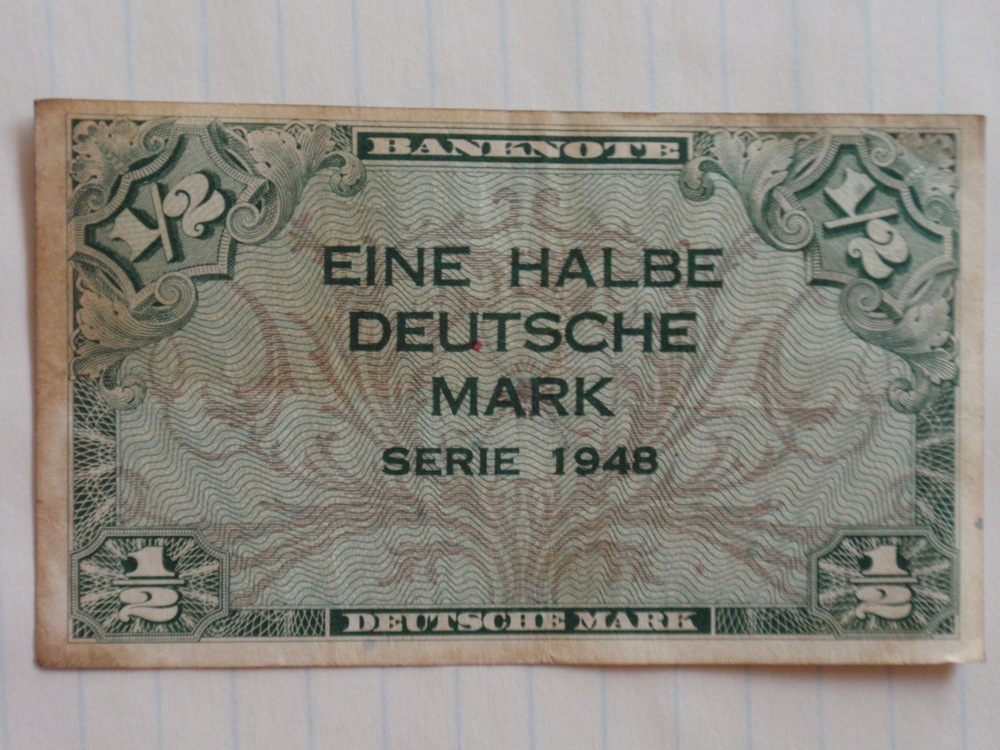 BANKNOTE
1/2
1/2
EINE HALBE
DEUTSCHE
MARK
SERIE 1948
1/2
1/2
DEUTSCHE MARK